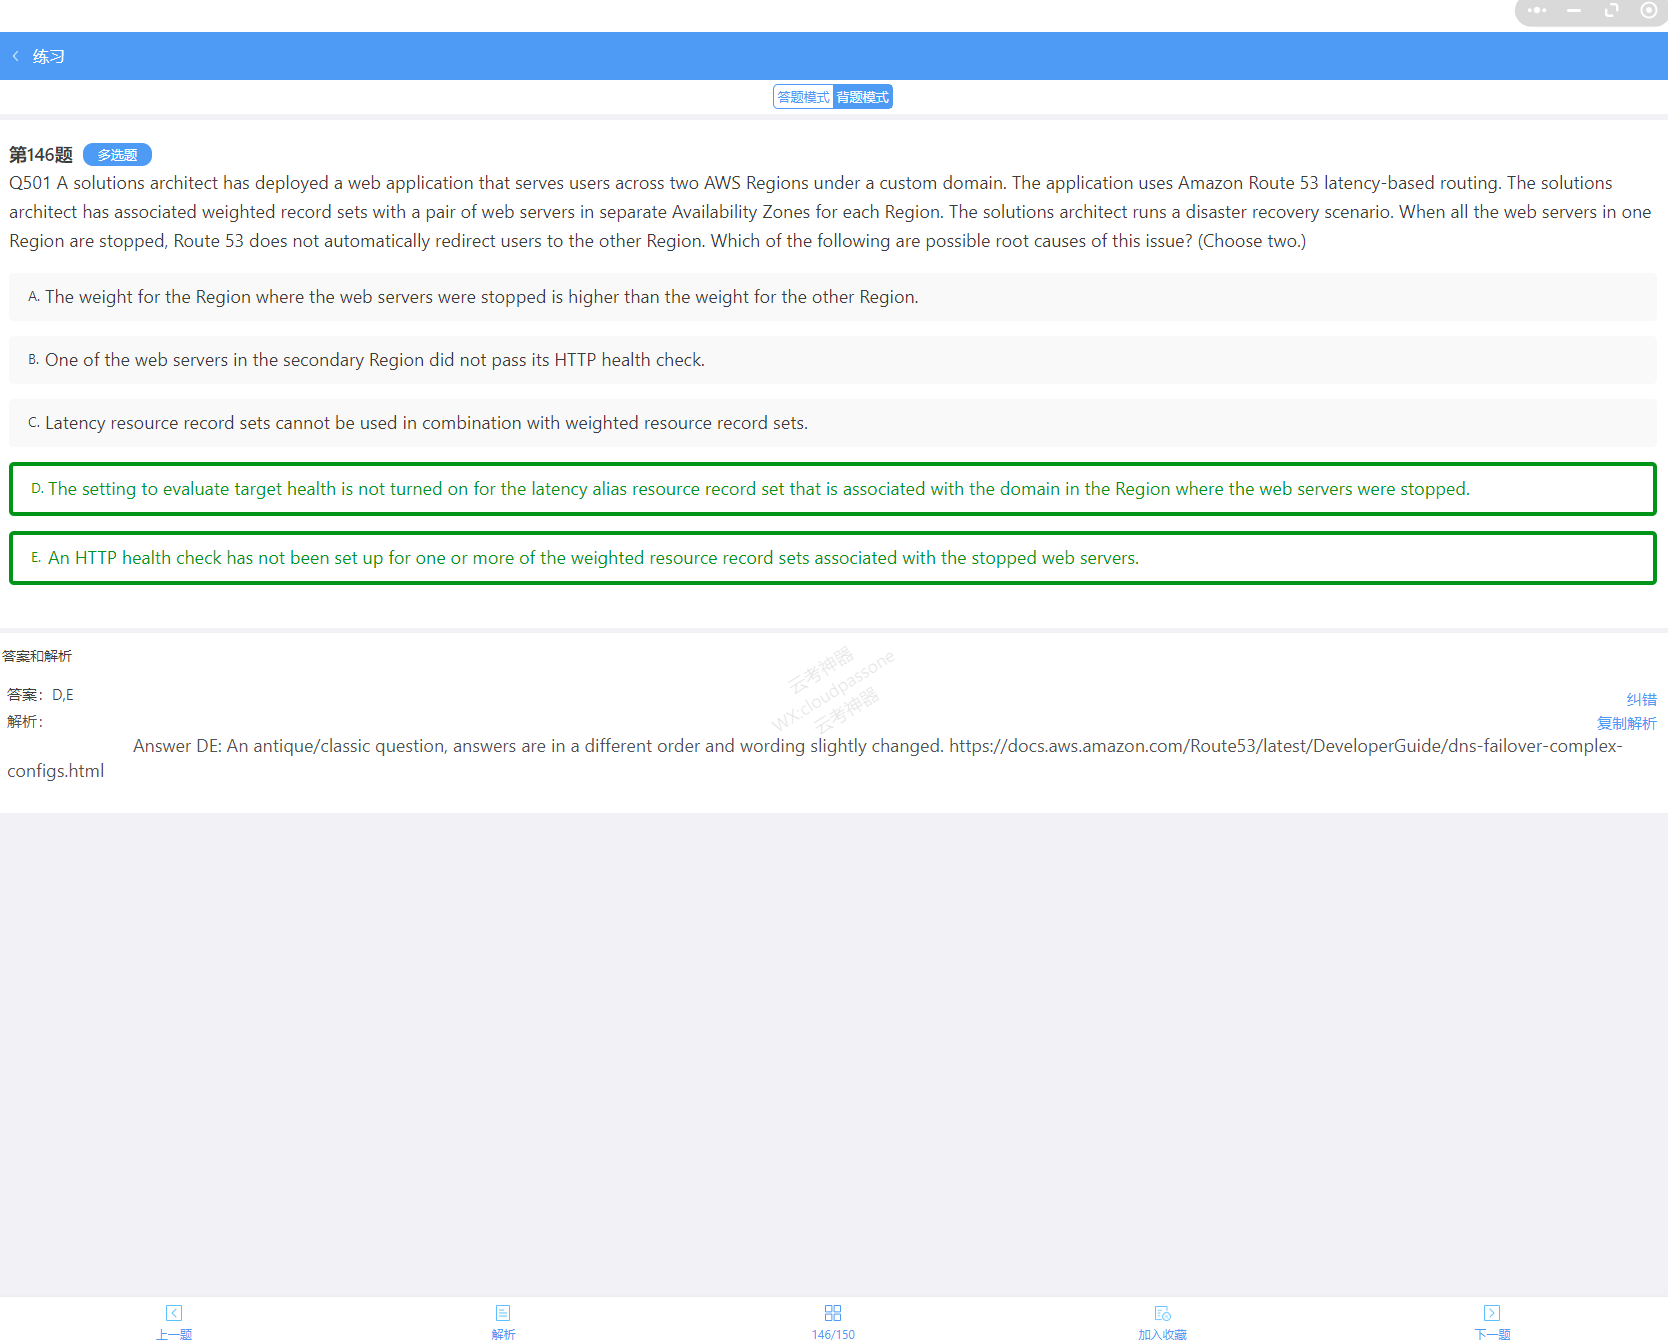 练习
答题模式 背题模式
第146题 多选题
Q501 A solutions architect has deployed a web application that serves users across two AWS Regions under a custom domain. The application uses Amazon Route 53 latency-based routing. The solutions
architect has associated weighted record sets with a pair of web servers in separate Availability Zones for each Region. The solutions architect runs a disaster recovery scenario. When all the web servers in one
Region are stopped, Route 53 does not automatically redirect users to the other Region. Which of the following are possible root causes of this issue? (Choose two.)
A. The weight for the Region where the web servers were stopped is higher than the weight for the other Region.
B. One of the web servers in the secondary Region did not pass its HTTP health check.
C. Latency resource record sets cannot be used in combination with weighted resource record sets.
D. The setting to evaluate target health is not turned on for the latency alias resource record set that is associated with the domain in the Region where the web servers were stopped.
E. An HTTP health check has not been set up for one or more of the weighted resource record sets associated with the stopped web servers.
答案和解析
云考神器
WX:cloudpassone
云考神器
答案：D,E
纠错
解析：
复制解析
Answer DE: An antique/classic question, answers are in a different order and wording slightly changed. https://docs.aws.amazon.com/Route53/latest/DeveloperGuide/dns-failover-complex-
configs.html
上一题 解析 146/150 加入收藏 下一题